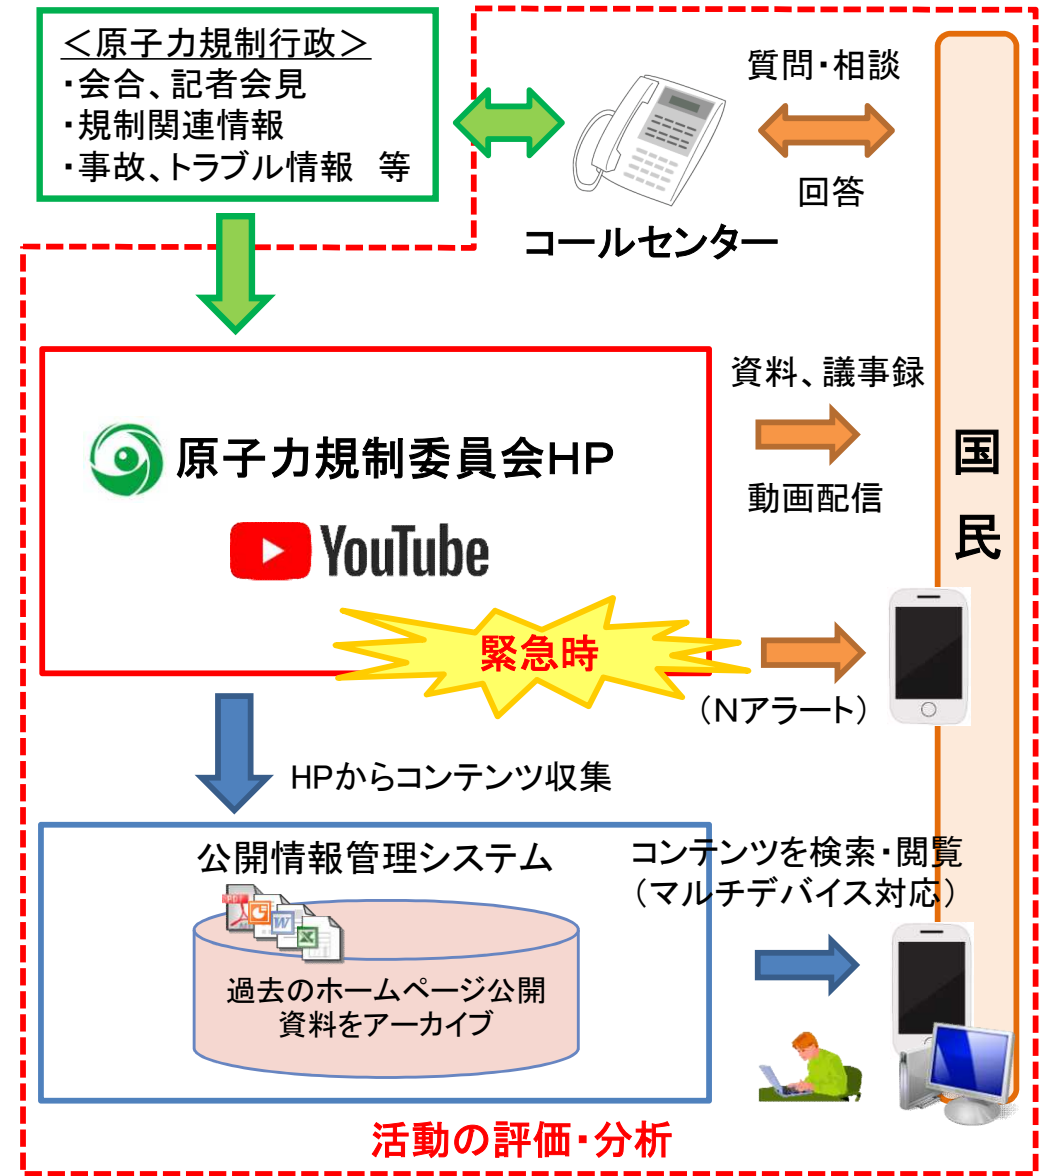 ＜原子力規制行政＞
・会合、記者会見
・規制関連情報
・事故、トラブル情報　等
質問・相談
回答
コールセンター
原子力規制委員会HP
YouTube
資料、議事録
動画配信
国民
緊急時
（Nアラート）
HPからコンテンツ収集
公開情報管理システム
過去のホームページ公開
資料をアーカイブ
コンテンツを検索・閲覧
（マルチデバイス対応）
活動の評価・分析